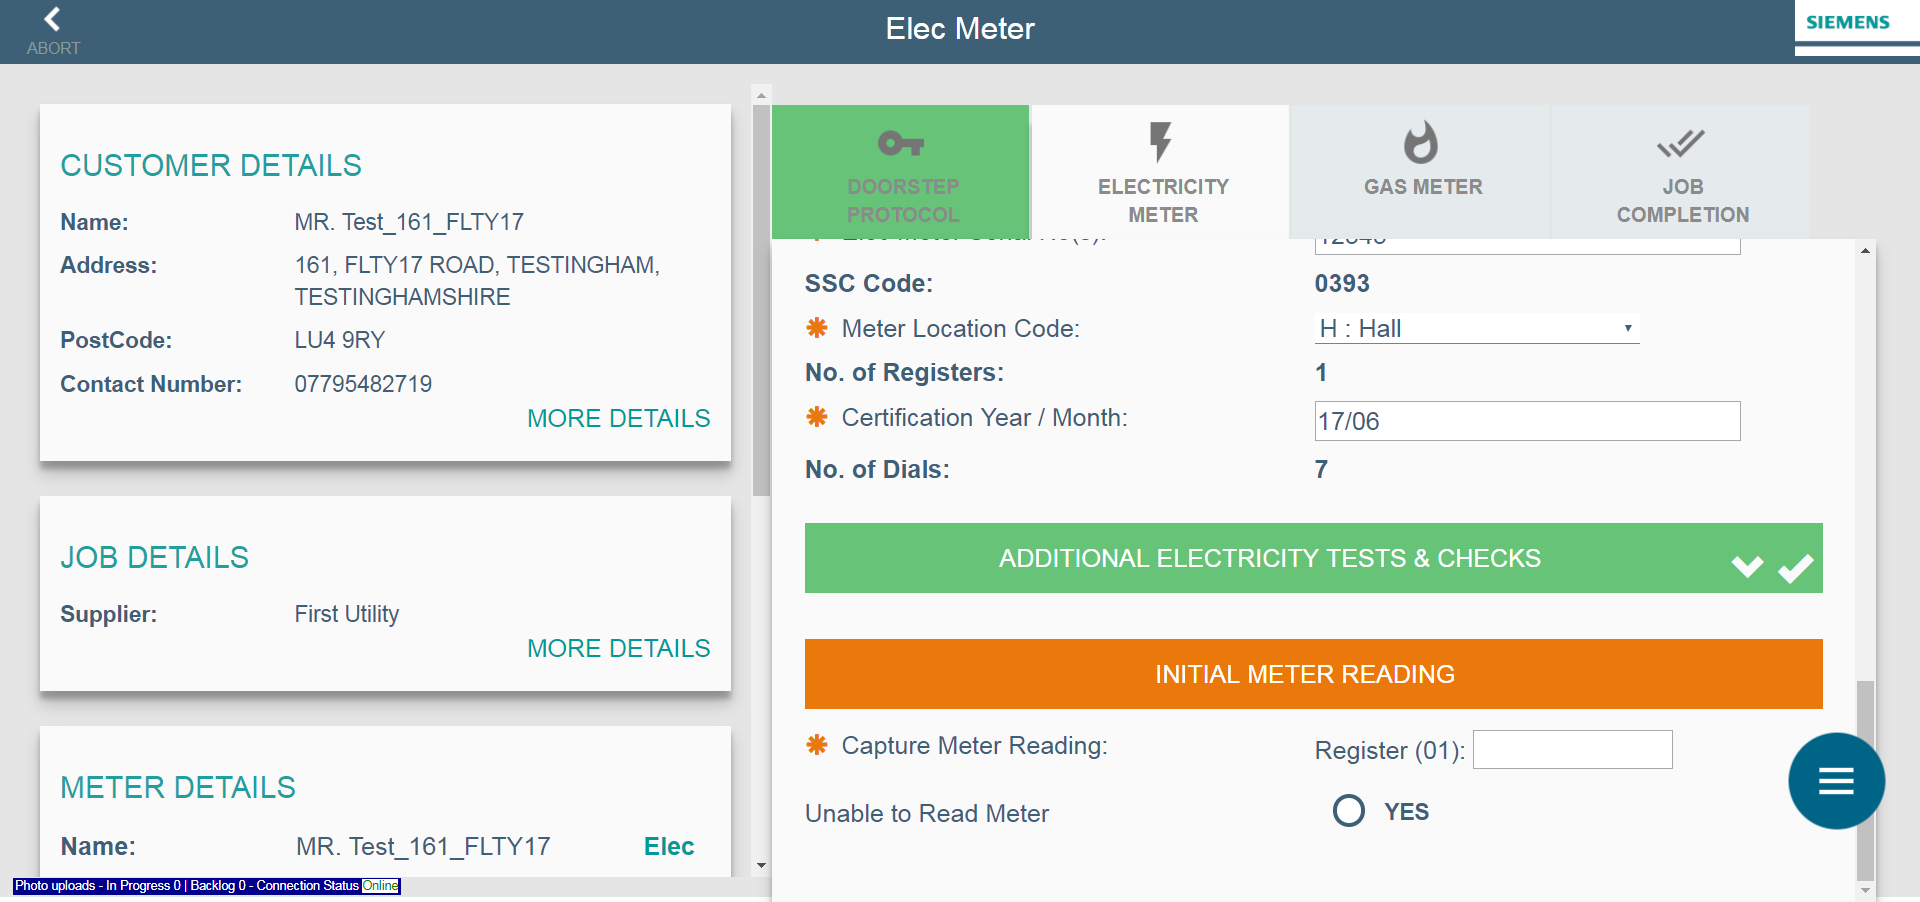 ABORT
Elec Meter
SIEMENS
CUSTOMER DETAILS
Name: MR. Test_161_FLTY17
Address: 161, FLTY17 ROAD, TESTINGHAM,
TESTINGHAMSHIRE
PostCode: LU4 9RY
Contact Number: 07795482719
MORE DETAILS
JOB DETAILS
Supplier: First Utility
MORE DETAILS
METER DETAILS
Name: MR. Test_161_FLTY17 Elec
Photo uploads - In Progress 0 | Backlog 0 - Connection Status Online
DOORSTEP
PROTOCOL
ELECTRICITY
METER
GAS METER
JOB
COMPLETION
SSC Code: 0393
✱ Meter Location Code: H : Hall
No. of Registers: 1
✱ Certification Year / Month: 17/06
No. of Dials: 7
ADDITIONAL ELECTRICITY TESTS & CHECKS
INITIAL METER READING
✱ Capture Meter Reading: Register (01):
Unable to Read Meter YES